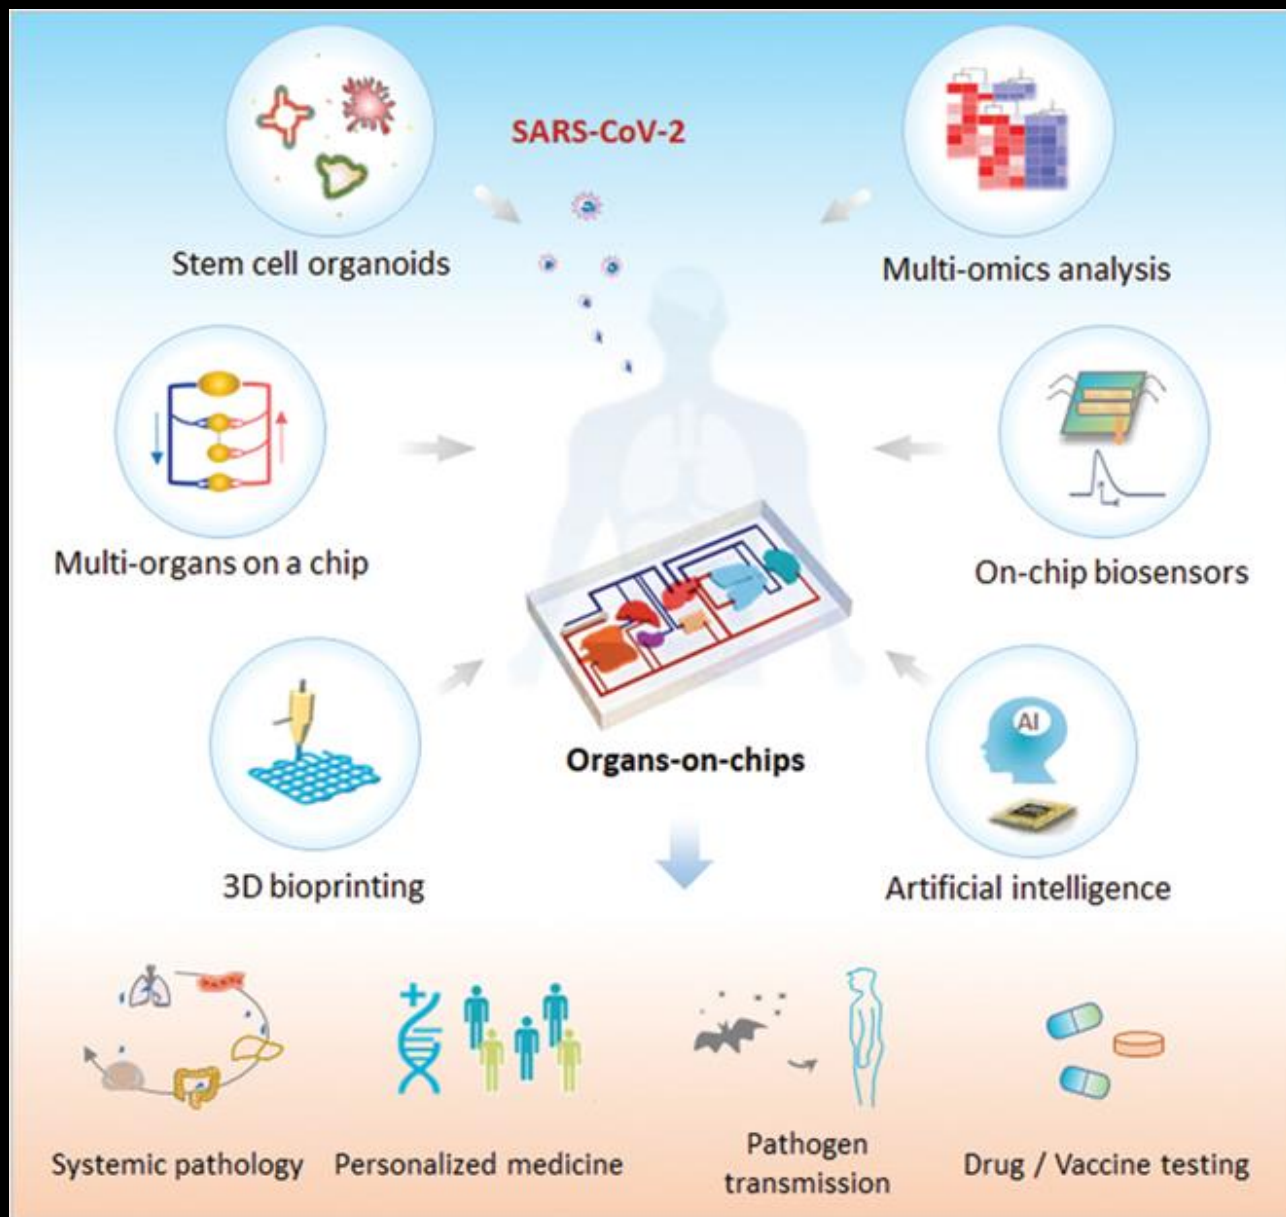 SARS-CoV-2
Stem cell organoids
Multi-omics analysis
Multi-organs on a chip
On-chip biosensors
AI
Organs-on-chips
3D bioprinting
Artificial intelligence
Systemic pathology
Personalized medicine
Pathogen
transmission
Drug / Vaccine testing